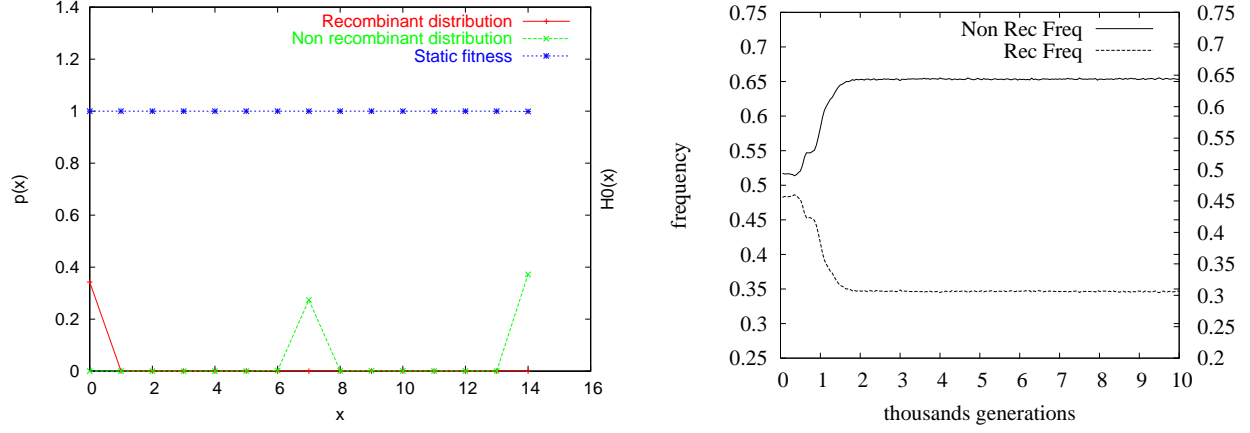 Recombinant distribution
Non recombinant distribution
Static fitness
1.4
1.2
1
0.8
0.6
0.4
0.2
0
p(x)
H0(x)
0 2 4 6 8 10 12 14 16
x
Non Rec Freq
Rec Freq
0.75
0.7
0.65
0.6
0.55
0.5
0.45
0.4
0.35
0.3
0.25
frequency
0.75
0.7
0.65
0.6
0.55
0.5
0.45
0.4
0.35
0.3
0.25
0.2
0 1 2 3 4 5 6 7 8 9 10
thousands generations